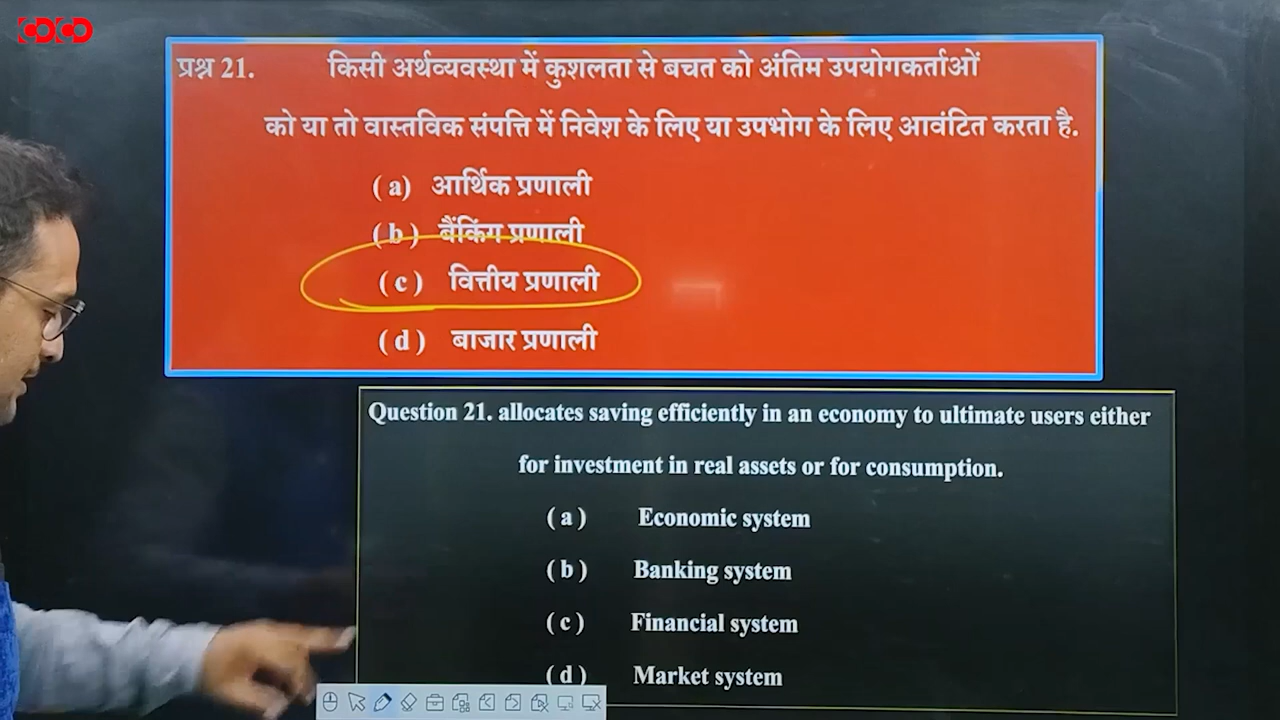 COCO
प्रश्न 21. किसी अर्थव्यवस्था में कुशलता से बचत को अंतिम उपयोगकर्ताओं
को या तो वास्तविक संपत्ति में निवेश के लिए या उपभोग के लिए आवंटित करता है.
( a) आर्थिक प्रणाली
( b ) बैंकिंग प्रणाली
( c ) वित्तीय प्रणाली
( d ) बाजार प्रणाली
Question 21. allocates saving efficiently in an economy to ultimate users either
for investment in real assets or for consumption.
( a ) Economic system
( b ) Banking system
( c ) Financial system
( d ) Market system